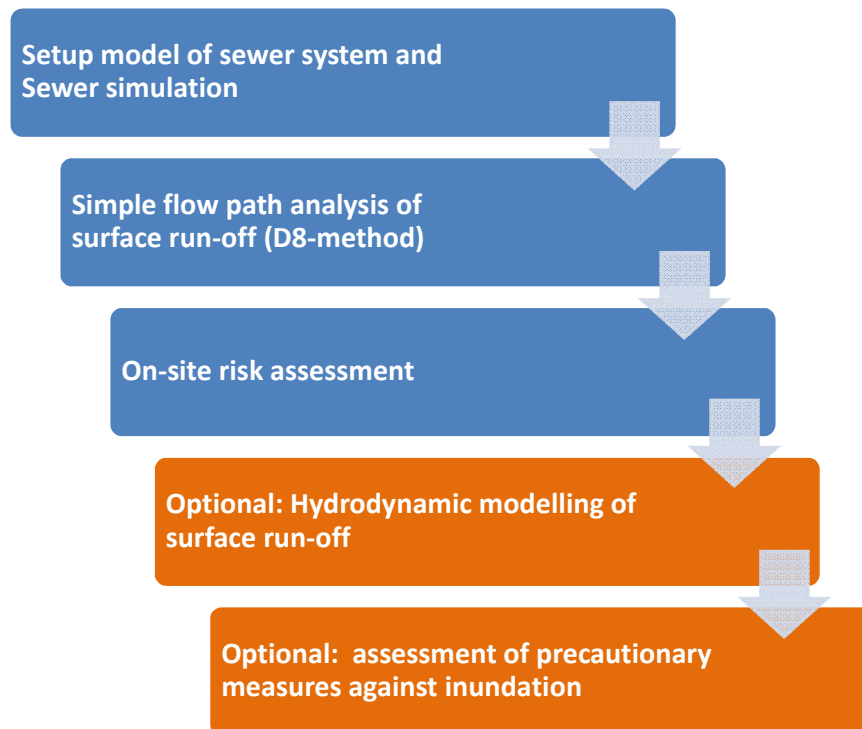 Setup model of sewer system and
Sewer simulation
Simple flow path analysis of
surface run-off (D8-method)
On-site risk assessment
Optional: Hydrodynamic modelling of
surface run-off
Optional:  assessment of precautionary
measures against inundation